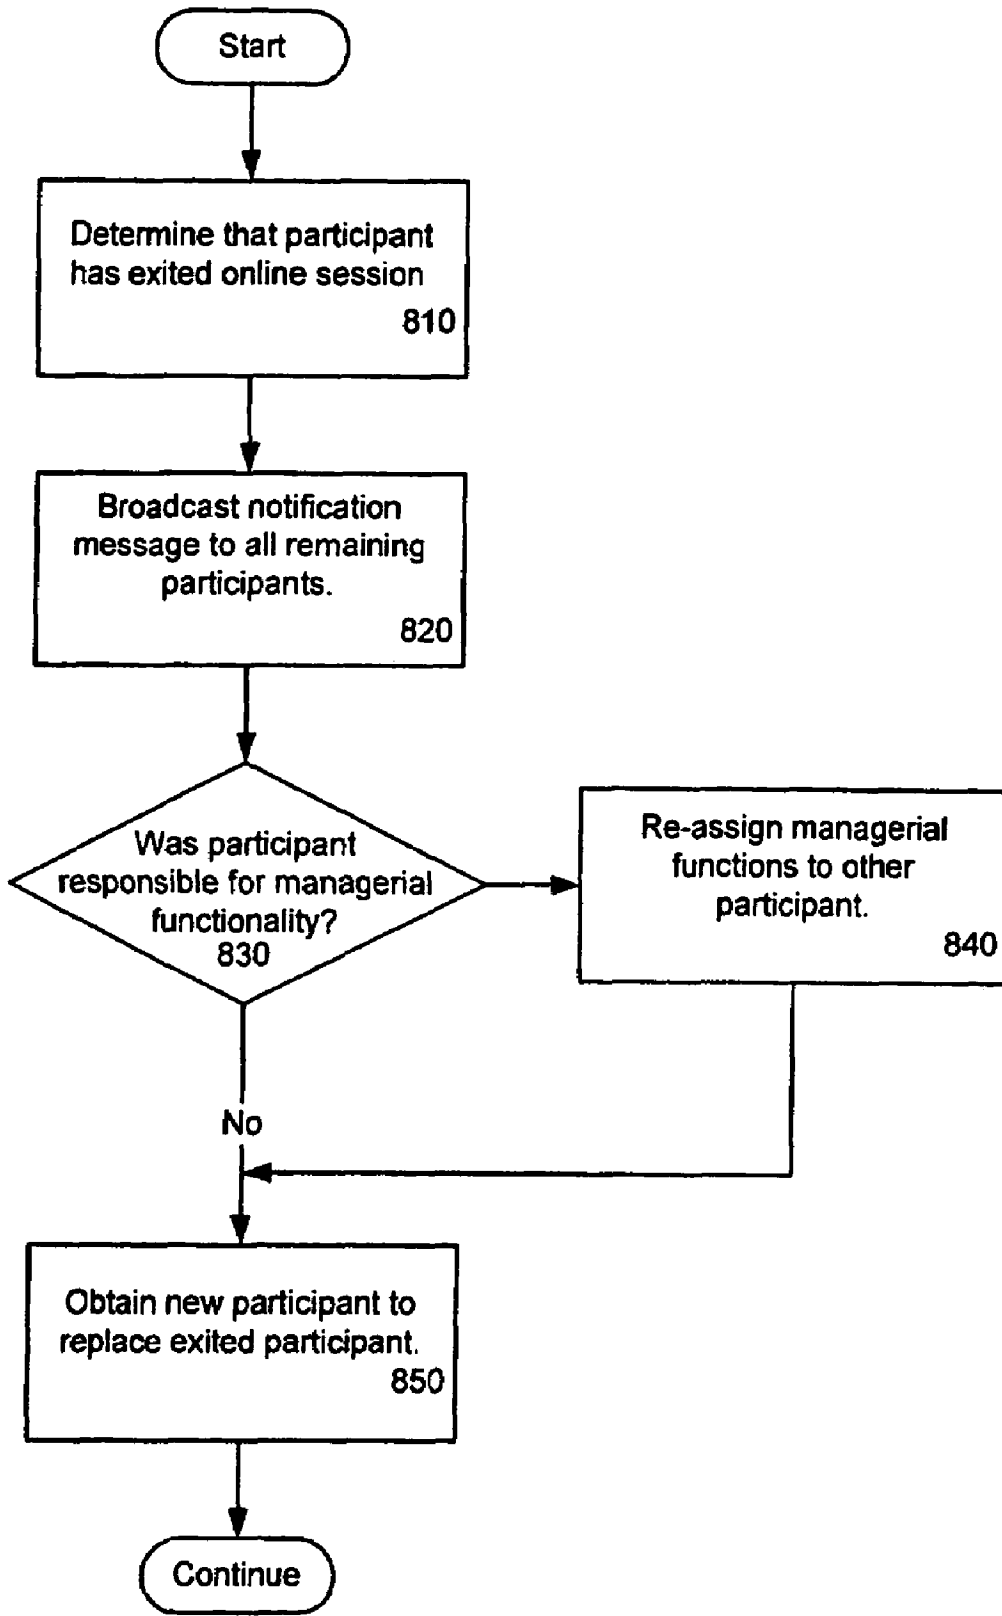 Start
Determine that participant
has exited online session
810
Broadcast notification
message to all remaining
participants.
820
Was participant
responsible for managerial
functionality?
830
Re-assign managerial
functions to other
participant.
840
No
Obtain new participant to
replace exited participant.
850
Continue